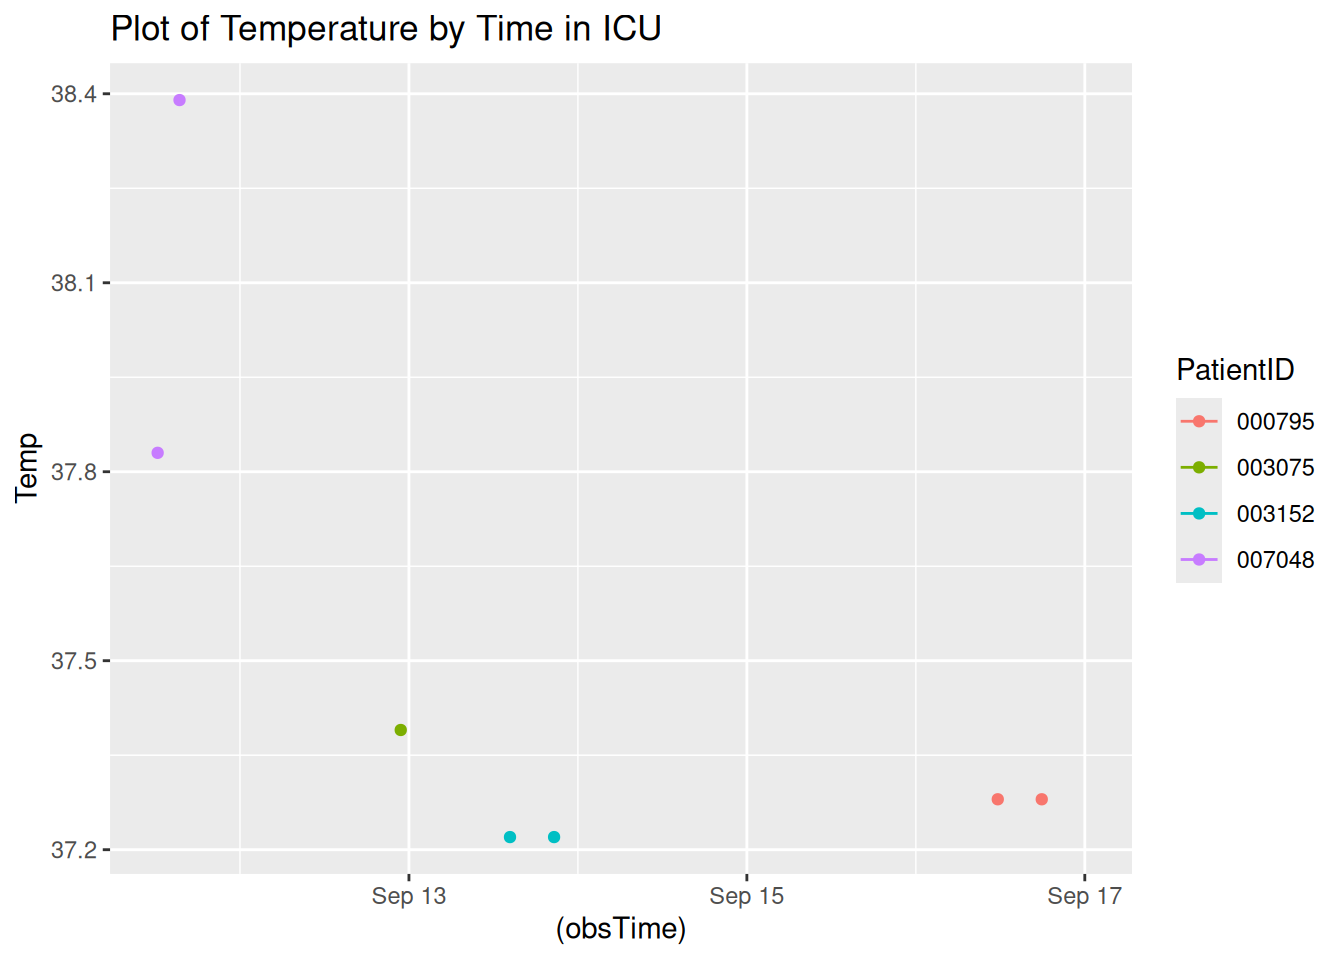 Plot of Temperature by Time in ICU
38.4
38.1
37.8
37.5
37.2
Temp
Sep 13
Sep 15
Sep 17
(obsTime)
PatientID
000795
003075
003152
007048